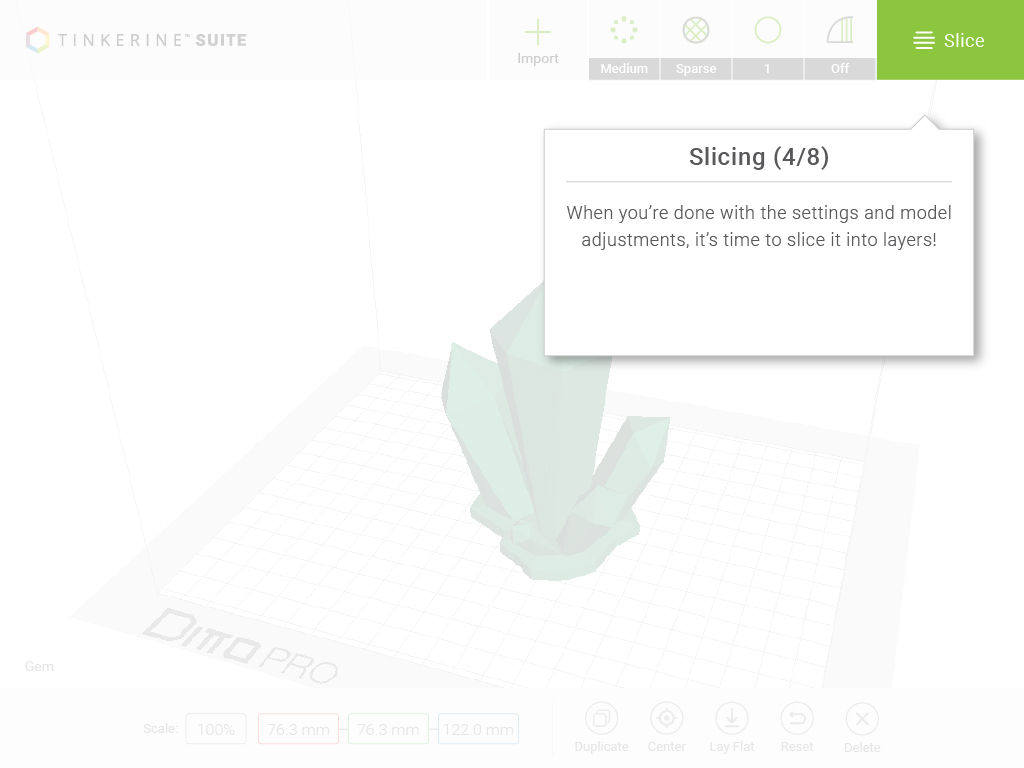 TINKERINE™ SUITE
Import
Medium
Sparse
1
Off
Slice
Slicing (4/8)
When you’re done with the settings and model
adjustments, it’s time to slice it into layers!
DITTO PRO
Gem
Scale:
100%
76.3 mm
76.3 mm
122.0 mm
Duplicate
Center
Lay Flat
Reset
Delete